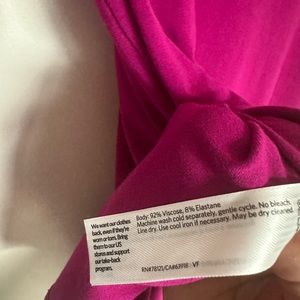 We want our clothes
back, even if they're
worn or torn. Bring
them to our US
stores and support
our take-back
program.
Body: 92% Viscose, 8% Elastane
Machine wash cold separately, gentle cycle. No bleach.
Line dry. Use cool iron if necessary. May be dry cleaned.
VF